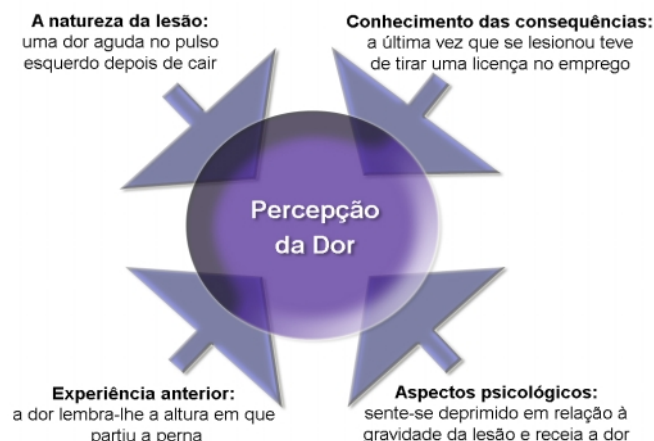 A natureza da lesão:
uma dor aguda no pulso
esquerdo depois de cair
Conhecimento das consequências:
a última vez que se lesionou teve
de tirar uma licença no emprego
Percepção
da Dor
Experiência anterior:
a dor lembra-lhe a altura em que
partiu a perna
Aspectos psicológicos:
sente-se deprimido em relação à
gravidade da lesão e receia a dor